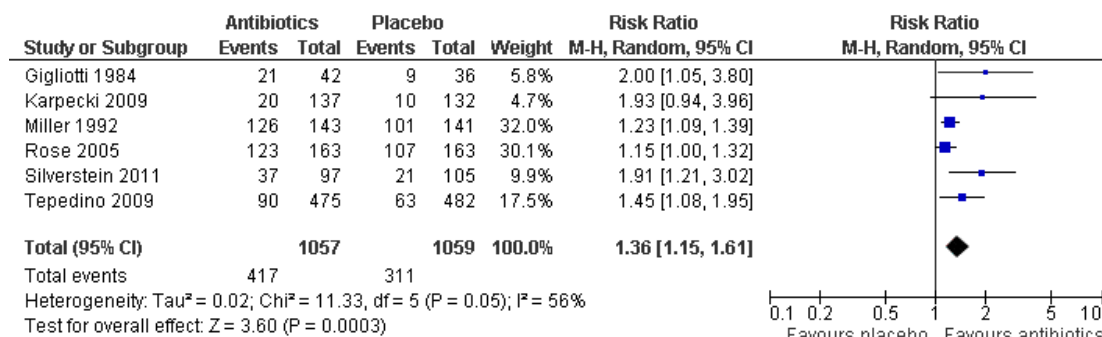 Antibiotics Placebo Risk Ratio Risk Ratio
Study or Subgroup Events Total Events Total Weight M-H, Random, 95% CI M-H, Random, 95% CI
Gigliotti 1984 21 42 9 36 5.8% 2.00 [1.05, 3.80]
Karpecki 2009 20 137 10 132 4.7% 1.93 [0.94, 3.96]
Miller 1992 126 143 101 141 32.0% 1.23 [1.09, 1.39]
Rose 2005 123 163 107 163 30.1% 1.15 [1.00, 1.32]
Silverstein 2011 37 97 21 105 9.9% 1.91 [1.21, 3.02]
Tepedino 2009 90 475 63 482 17.5% 1.45 [1.08, 1.95]
Total (95% CI) 1057 1059 100.0% 1.36 [1.15, 1.61]
Total events 417 311
Heterogeneity: Tau² = 0.02; Chi² = 11.33, df = 5 (P = 0.05); I² = 56%
Test for overall effect: Z = 3.60 (P = 0.0003)
0.1 0.2 0.5 1 2 5 10
Favours placebo Favours antibiotics